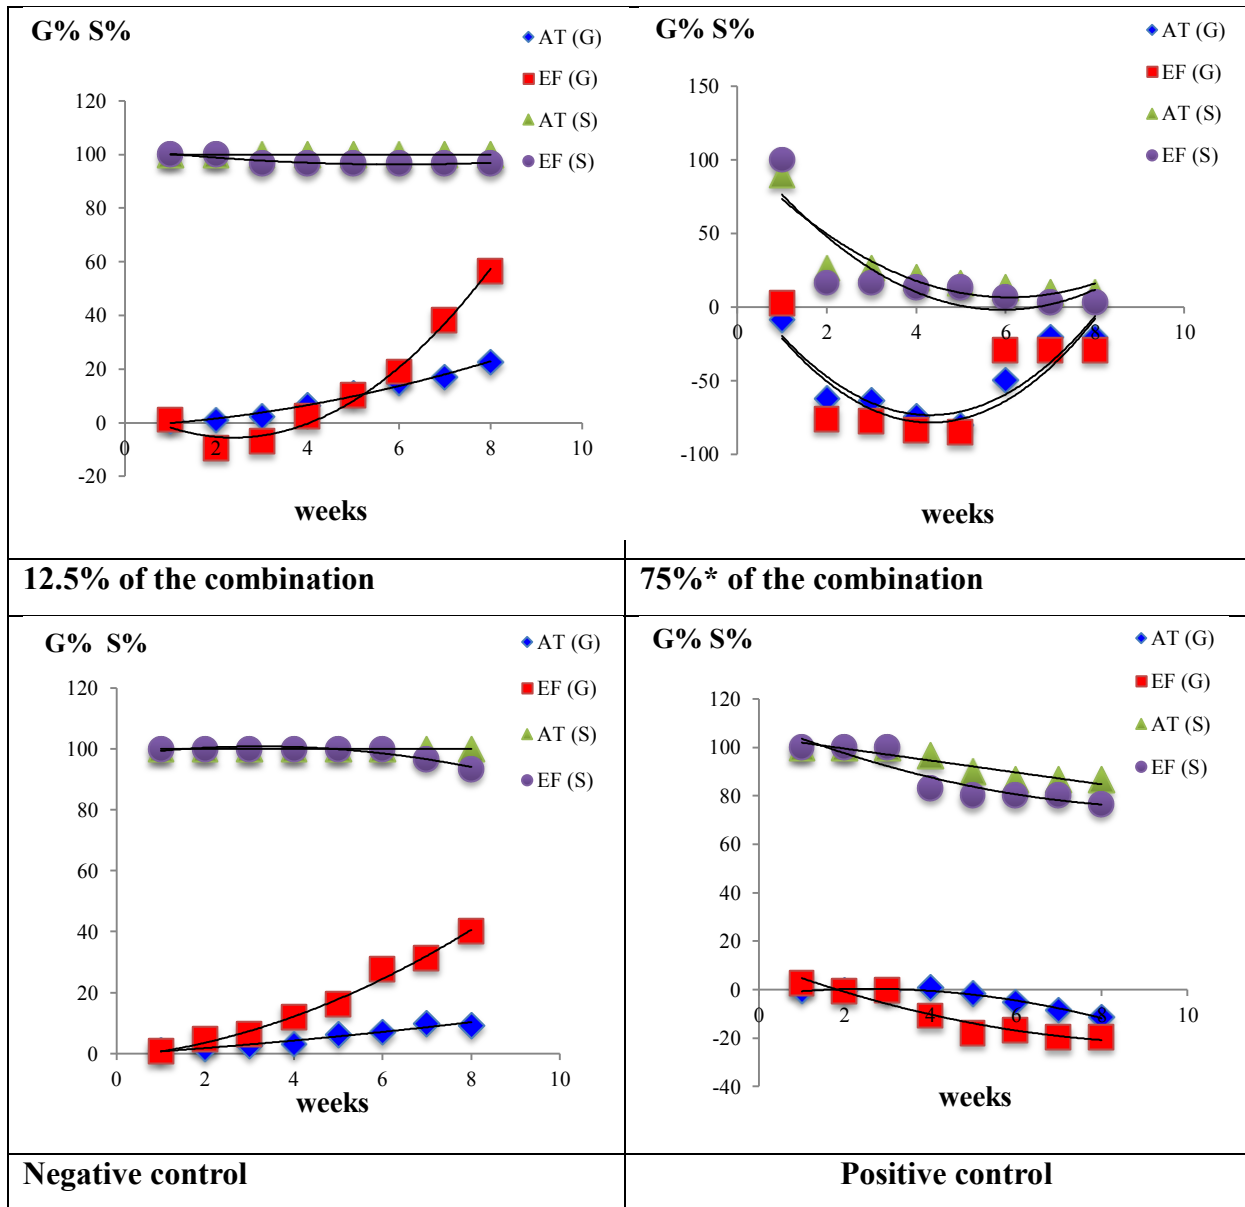 G% S%
AT (G)
EF (G)
AT (S)
EF (S)
120
100
80
60
40
20
0
-20
0
2
4
6
8
10
weeks
G% S%
AT (G)
EF (G)
AT (S)
EF (S)
150
100
50
0
-50
-100
0
2
4
6
8
10
weeks
12.5% of the combination
75%* of the combination
G% S%
AT (G)
EF (G)
AT (S)
EF (S)
120
100
80
60
40
20
0
0
2
4
6
8
10
weeks
G% S%
AT (G)
EF (G)
AT (S)
EF (S)
120
100
80
60
40
20
0
-20
-40
0
2
4
6
8
10
weeks
Negative control
Positive control